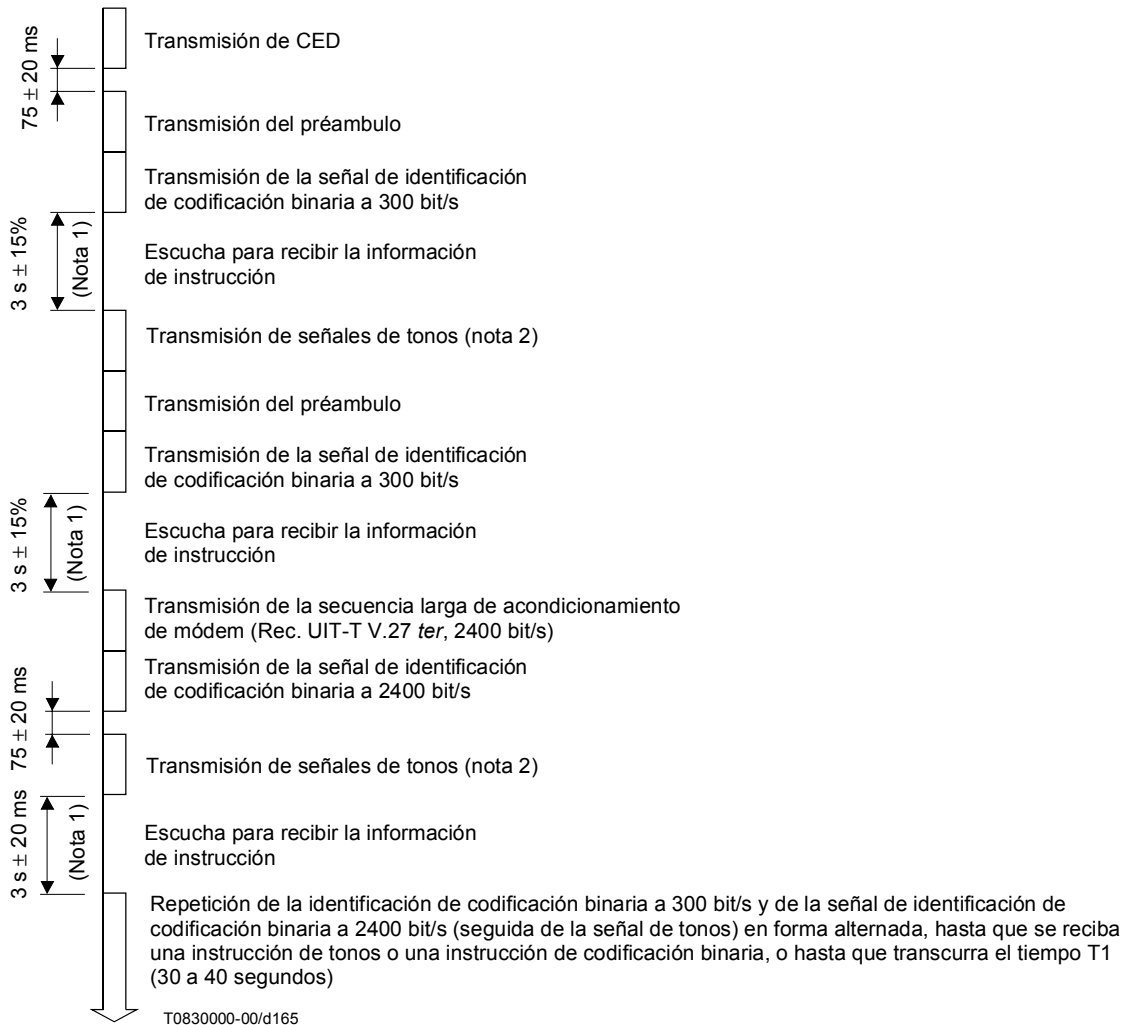 75 ± 20 ms
Transmisión de CED
Transmisión del préambulo
Transmisión de la señal de identificación
de codificación binaria a 300 bit/s
3 s ± 15%
(Nota 1)
Escucha para recibir la información
de instrucción
Transmisión de señales de tonos (nota 2)
Transmisión del préambulo
Transmisión de la señal de identificación
de codificación binaria a 300 bit/s
3 s ± 15%
(Nota 1)
Escucha para recibir la información
de instrucción
Transmisión de la secuencia larga de acondicionamiento
de módem (Rec. UIT-T V.27 ter, 2400 bit/s)
Transmisión de la señal de identificación
de codificación binaria a 2400 bit/s
75 ± 20 ms
Transmisión de señales de tonos (nota 2)
3 s ± 20 ms
(Nota 1)
Escucha para recibir la información
de instrucción
Repetición de la identificación de codificación binaria a 300 bit/s y de la señal de identificación de
codificación binaria a 2400 bit/s (seguida de la señal de tonos) en forma alternada, hasta que se reciba
una instrucción de tonos o una instrucción de codificación binaria, o hasta que transcurra el tiempo T1
(30 a 40 segundos)
T0830000-00/d165